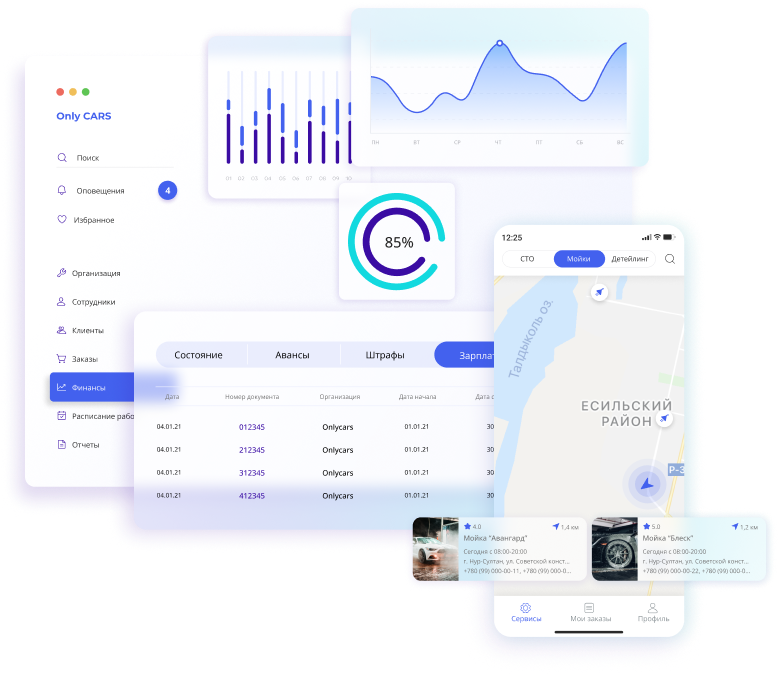 Only CARS
Поиск
Оповещения
4
Избранное
Организация
Сотрудники
Клиенты
Заказы
Финансы
Расписание рабо
Отчеты
01 02 03 04 05 06 07 08 09 10
ПН ВТ СР ЧТ ПТ СБ ВС
85%
Состояние Авансы Штрафы Зарплат
Дата Номер документа Организация Дата начала Дата о
04.01.21 012345 Onlycars 01.01.21 30
04.01.21 212345 Onlycars 01.01.21 30
04.01.21 312345 Onlycars 01.01.21 30
04.01.21 412345 Onlycars 01.01.21 30
12:25
СТО Мойки Детейлинг
Талдыколь оз.
ЕСИЛЬСКИЙ
РАЙОН
Р-3
4.0 1,4 км
Мойка "Авангард"
Сегодня с 08:00-20:00
г. Нур-Султан, ул. Советской конст...
+780 (99) 000-00-11, +780 (99) 000-0...
5.0 1,2 км
Мойка "Блеск"
Сегодня с 08:00-20:00
г. Нур-Султан, ул. Советской конст...
+780 (99) 000-00-22, +780 (99) 000-0...
Сервисы Мои заказы Профиль